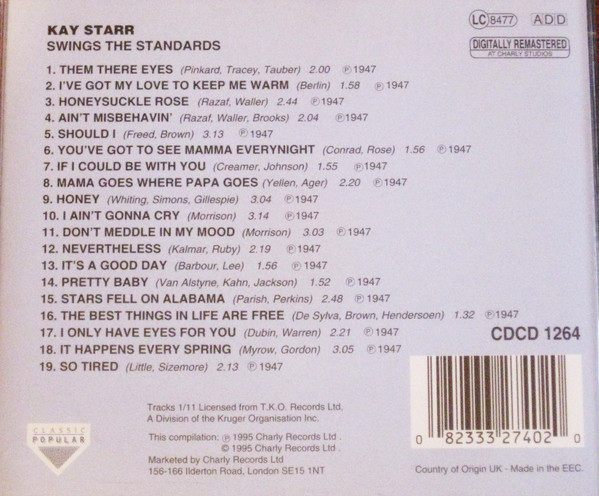 KAY STARR
SWINGS THE STANDARDS
LC 8477
ADD
DIGITALLY REMASTERED
AT CHARLY STUDIOS
1. THEM THERE EYES (Pinkard, Tracey, Tauber) 2.00 ℗1947
2. I'VE GOT MY LOVE TO KEEP ME WARM (Berlin) 1.58 ℗1947
3. HONEYSUCKLE ROSE (Razaf, Waller) 2.44 ℗1947
4. AIN'T MISBEHAVIN' (Razaf, Waller, Brooks) 2.04 ℗1947
5. SHOULD I (Freed, Brown) 3.13 ℗1947
6. YOU'VE GOT TO SEE MAMMA EVERYNIGHT (Conrad, Rose) 1.56 ℗1947
7. IF I COULD BE WITH YOU (Creamer, Johnson) 1.55 ℗1947
8. MAMA GOES WHERE PAPA GOES (Yellen, Ager) 2.20 ℗1947
9. HONEY (Whiting, Simons, Gillespie) 3.04 ℗1947
10. I AIN'T GONNA CRY (Morrison) 3.14 ℗1947
11. DON'T MEDDLE IN MY MOOD (Morrison) 3.03 ℗1947
12. NEVERTHELESS (Kalmar, Ruby) 2.19 ℗1947
13. IT'S A GOOD DAY (Barbour, Lee) 1.56 ℗1947
14. PRETTY BABY (Van Alstyne, Kahn, Jackson) 1.52 ℗1947
15. STARS FELL ON ALABAMA (Parish, Perkins) 2.48 ℗1947
16. THE BEST THINGS IN LIFE ARE FREE (De Sylva, Brown, Hendersoen) 1.32 ℗1947
17. I ONLY HAVE EYES FOR YOU (Dubin, Warren) 2.21 ℗1947
18. IT HAPPENS EVERY SPRING (Myrow, Gordon) 3.05 ℗1947
19. SO TIRED (Little, Sizemore) 2.13 ℗1947
CDCD 1264
CLASSIC
POPULAR
Tracks 1/11 Licensed from T.K.O. Records Ltd,
A Division of the Kruger Organisation Inc.
This compilation: ℗ 1995 Charly Records Ltd .
© 1995 Charly Records Ltd .
Marketed by Charly Records Ltd
156-166 Ilderton Road, London SE15 1NT
0 82333 27402 0
Country of Origin UK - Made in the EEC.